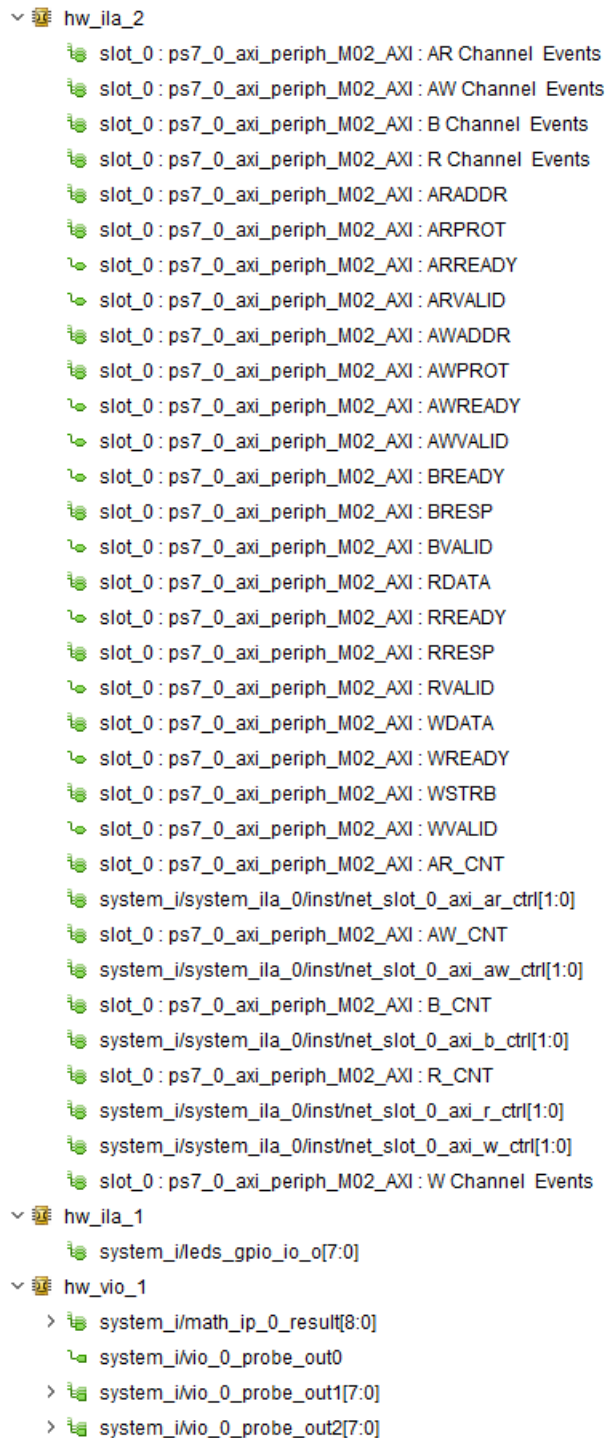 hw_ila_2
slot_0 : ps7_0_axi_periph_M02_AXI : AR Channel Events
slot_0 : ps7_0_axi_periph_M02_AXI : AW Channel Events
slot_0 : ps7_0_axi_periph_M02_AXI : B Channel Events
slot_0 : ps7_0_axi_periph_M02_AXI : R Channel Events
slot_0 : ps7_0_axi_periph_M02_AXI : ARADDR
slot_0 : ps7_0_axi_periph_M02_AXI : ARPROT
slot_0 : ps7_0_axi_periph_M02_AXI : ARREADY
slot_0 : ps7_0_axi_periph_M02_AXI : ARVALID
slot_0 : ps7_0_axi_periph_M02_AXI : AWADDR
slot_0 : ps7_0_axi_periph_M02_AXI : AWPROT
slot_0 : ps7_0_axi_periph_M02_AXI : AWREADY
slot_0 : ps7_0_axi_periph_M02_AXI : AWVALID
slot_0 : ps7_0_axi_periph_M02_AXI : BREADY
slot_0 : ps7_0_axi_periph_M02_AXI : BRESP
slot_0 : ps7_0_axi_periph_M02_AXI : BVALID
slot_0 : ps7_0_axi_periph_M02_AXI : RDATA
slot_0 : ps7_0_axi_periph_M02_AXI : RREADY
slot_0 : ps7_0_axi_periph_M02_AXI : RRESP
slot_0 : ps7_0_axi_periph_M02_AXI : RVALID
slot_0 : ps7_0_axi_periph_M02_AXI : WDATA
slot_0 : ps7_0_axi_periph_M02_AXI : WREADY
slot_0 : ps7_0_axi_periph_M02_AXI : WSTRB
slot_0 : ps7_0_axi_periph_M02_AXI : WVALID
slot_0 : ps7_0_axi_periph_M02_AXI : AR_CNT
system_i/system_ila_0/inst/net_slot_0_axi_ar_ctrl[1:0]
slot_0 : ps7_0_axi_periph_M02_AXI : AW_CNT
system_i/system_ila_0/inst/net_slot_0_axi_aw_ctrl[1:0]
slot_0 : ps7_0_axi_periph_M02_AXI : B_CNT
system_i/system_ila_0/inst/net_slot_0_axi_b_ctrl[1:0]
slot_0 : ps7_0_axi_periph_M02_AXI : R_CNT
system_i/system_ila_0/inst/net_slot_0_axi_r_ctrl[1:0]
system_i/system_ila_0/inst/net_slot_0_axi_w_ctrl[1:0]
slot_0 : ps7_0_axi_periph_M02_AXI : W Channel Events
hw_ila_1
system_i/leds_gpio_io_o[7:0]
hw_vio_1
system_i/math_ip_0_result[8:0]
system_i/vio_0_probe_out0
system_i/vio_0_probe_out1[7:0]
system_i/vio_0_probe_out2[7:0]